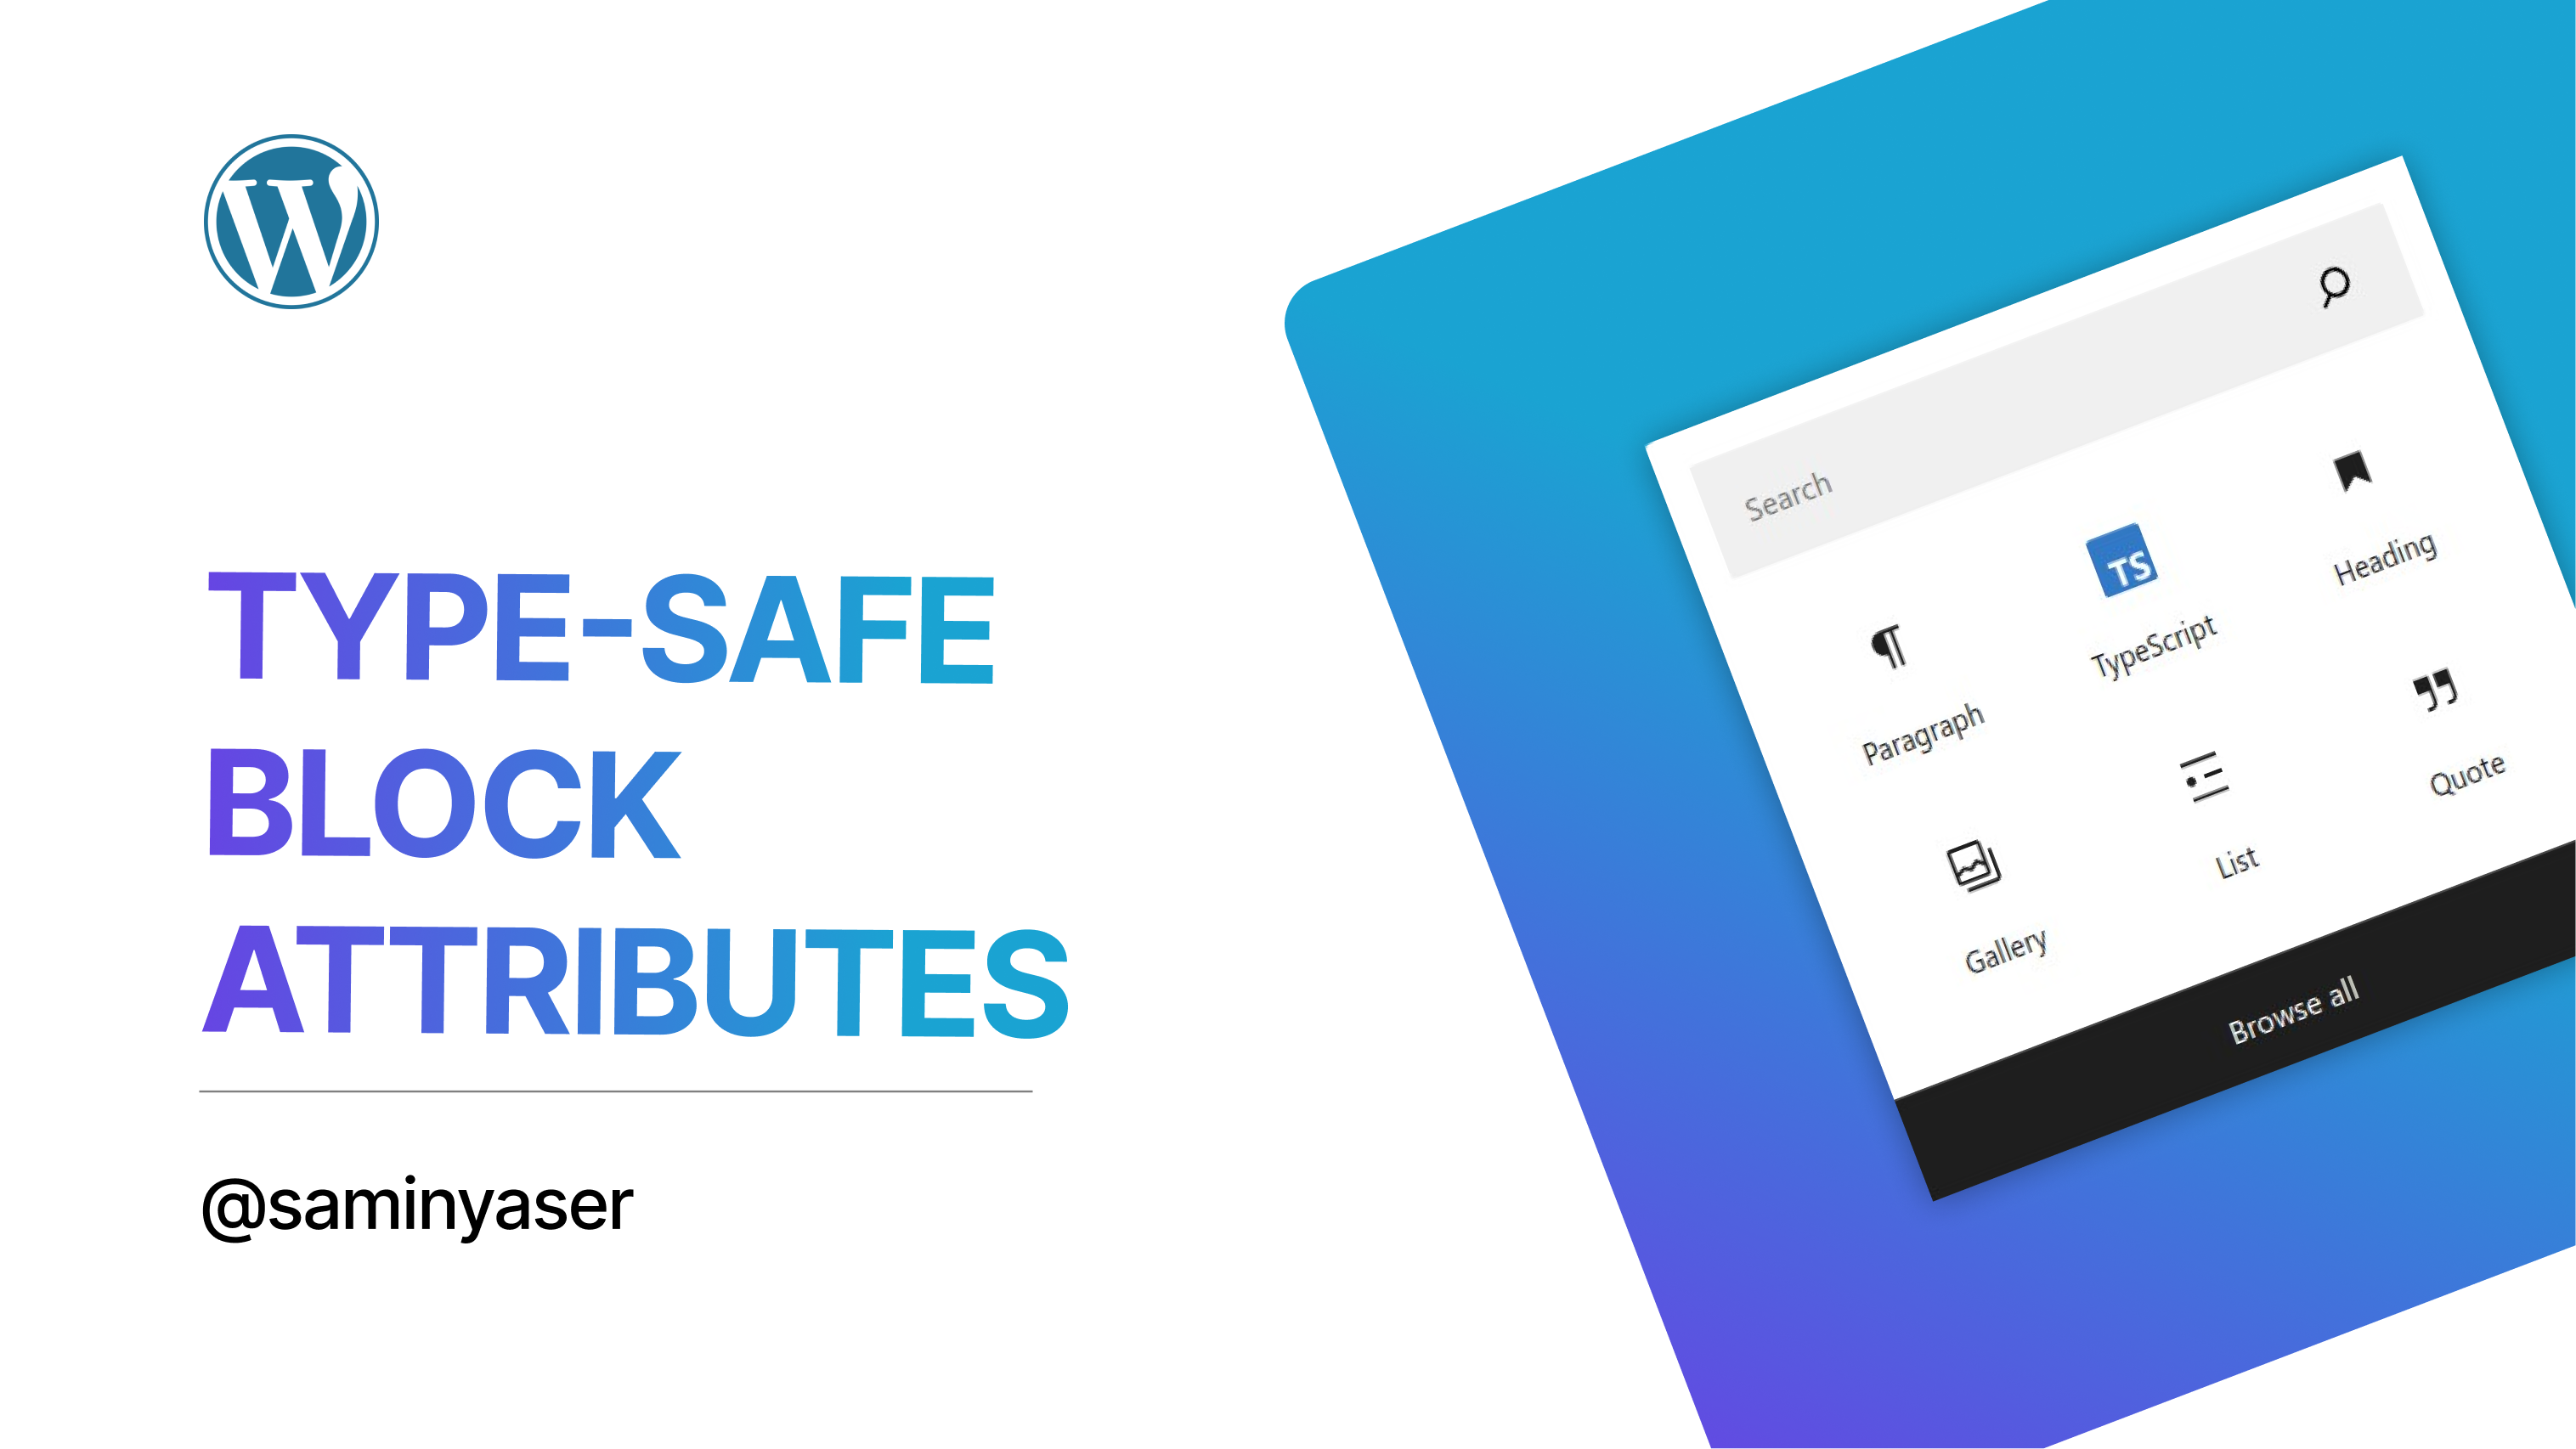 W
TYPE-SAFE
BLOCK
ATTRIBUTES
@saminyaser
Search
Paragraph
TS
TypeScript
Heading
Gallery
List
Quote
Browse all